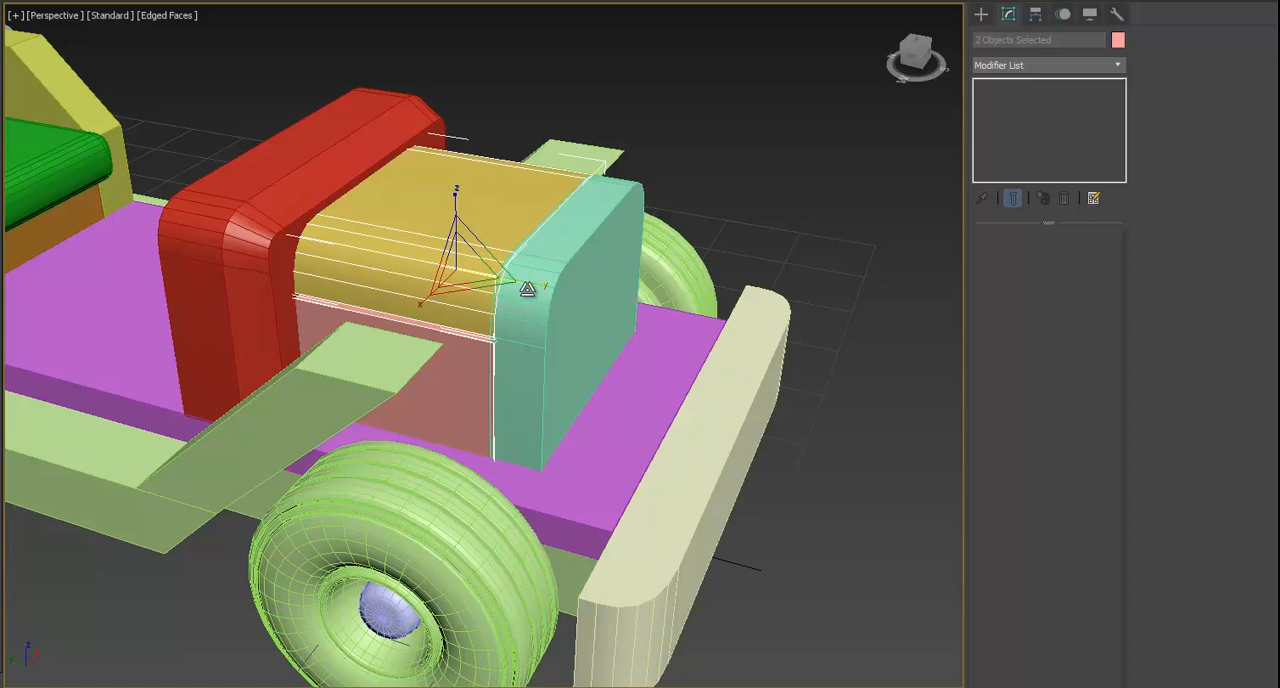 [+] [Perspective ] [Standard ] [Edged Faces ]
2 Objects Selected
Modifier List
z
x
y
z